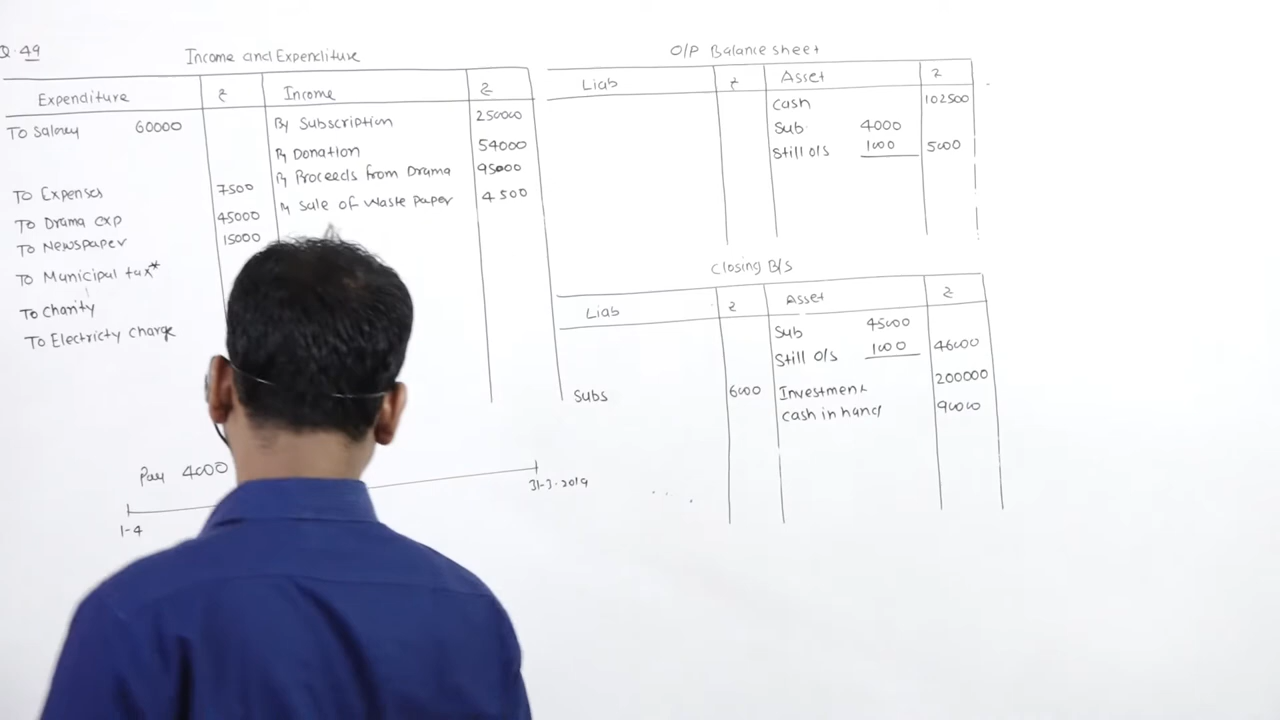 Q.49
Income and Expenditure
Expenditure ₹ Income ₹
To Salary 60000 By Subscription 250000
By Donation 54000
To Expenses 7500 By Proceeds from Drama 95000
To Drama exp 45000 By Sale of Waste Paper 4500
To Newspaper 15000
To Municipal tax*
To Charity
To Electricty charge
Pay 4000
1-4 31-3-2019
O/P Balance sheet
Liab ₹ Asset ₹
Cash 102500
Sub 4000
Still o/s 1000 5000
Closing B/S
Liab ₹ Asset ₹
Sub 45000
Still o/s 1000 46000
Subs 6000 Investment 200000
Cash in hand 90000